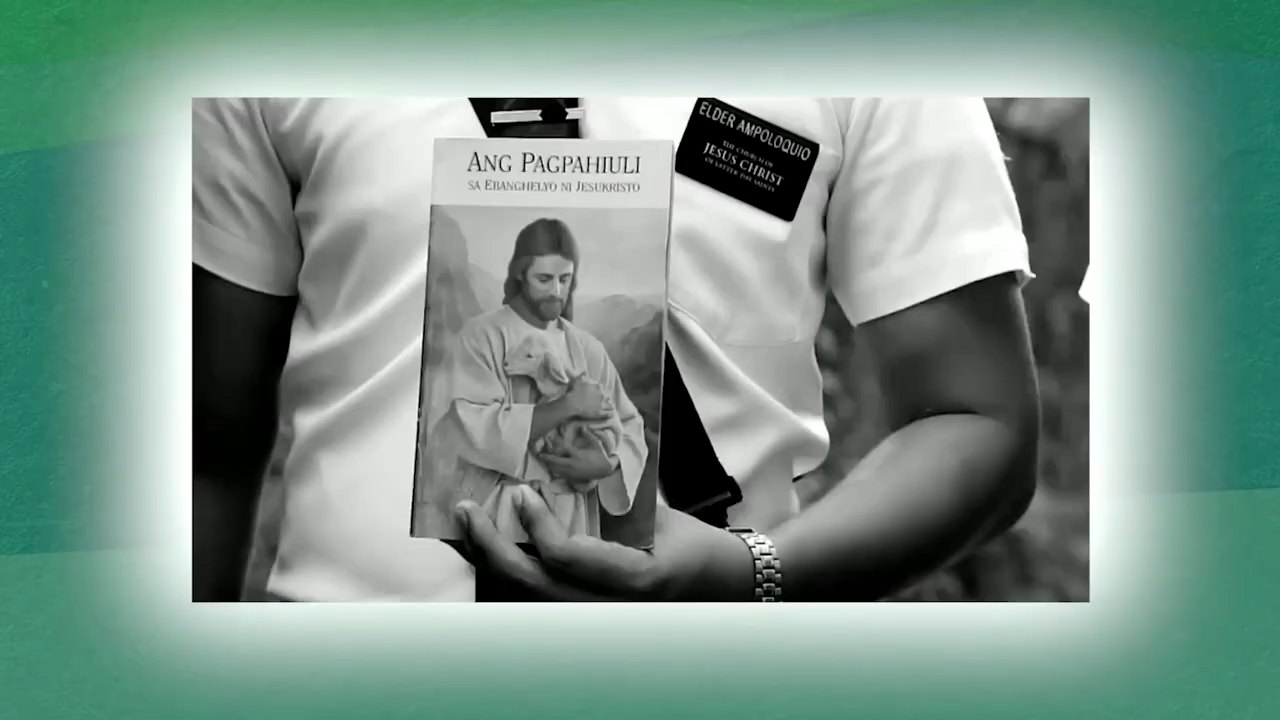 ANG PAGPAHIULI
SA EBANGHELYO NI JESUKRISTO
ELDER AMPOLOQUIO
THE CHURCH OF
JESUS CHRIST
OF LATTER-DAY SAINTS